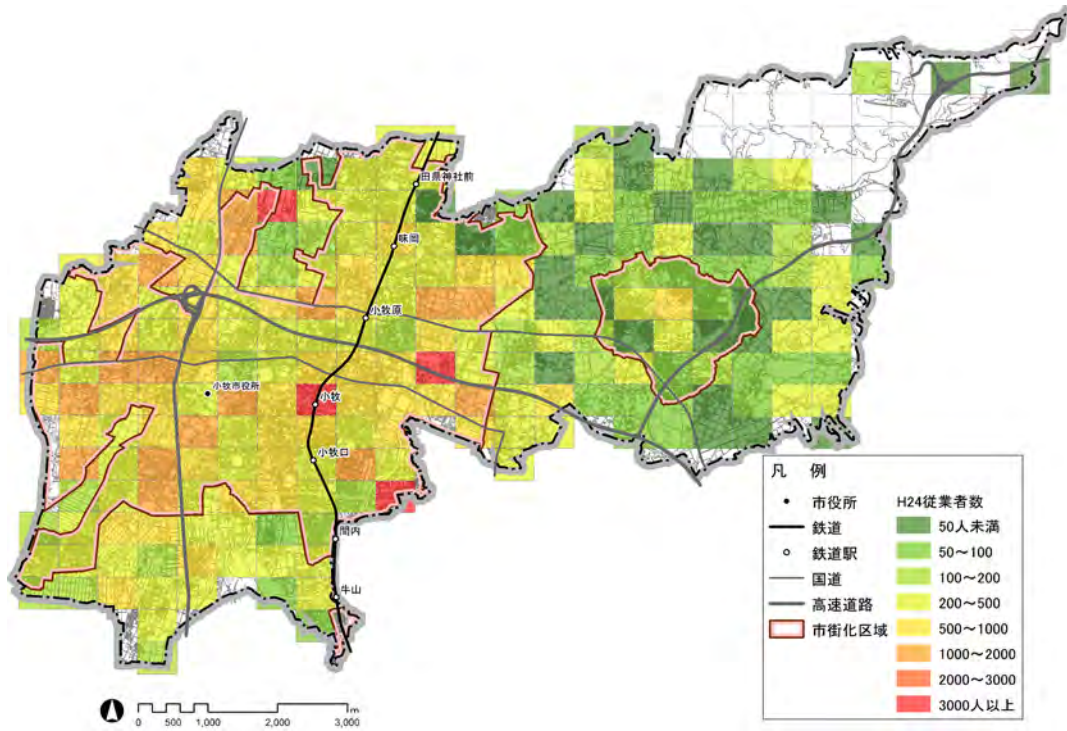 田県神社前
味岡
小牧原
小牧市役所
小牧
小牧口
間内
牛山
凡 例
市役所
鉄道
鉄道駅
国道
高速道路
市街化区域
H24従業者数
50人未満
50～100
100～200
200～500
500～1000
1000～2000
2000～3000
3000人以上
0 500 1,000 2,000 3,000 m